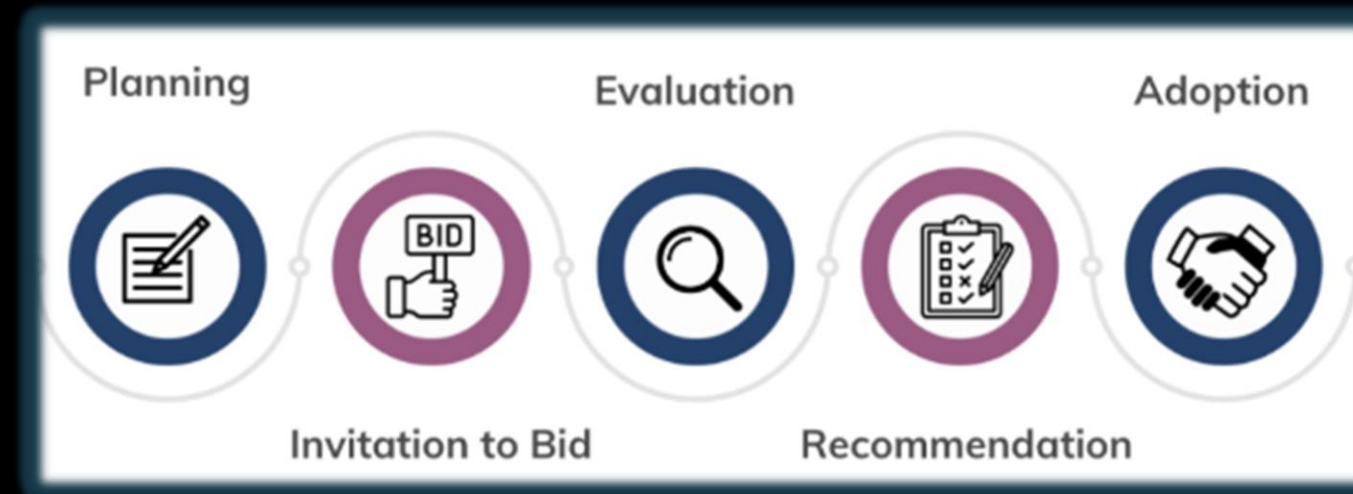 Planning
Evaluation
Adoption
BID
Invitation to Bid
Recommendation